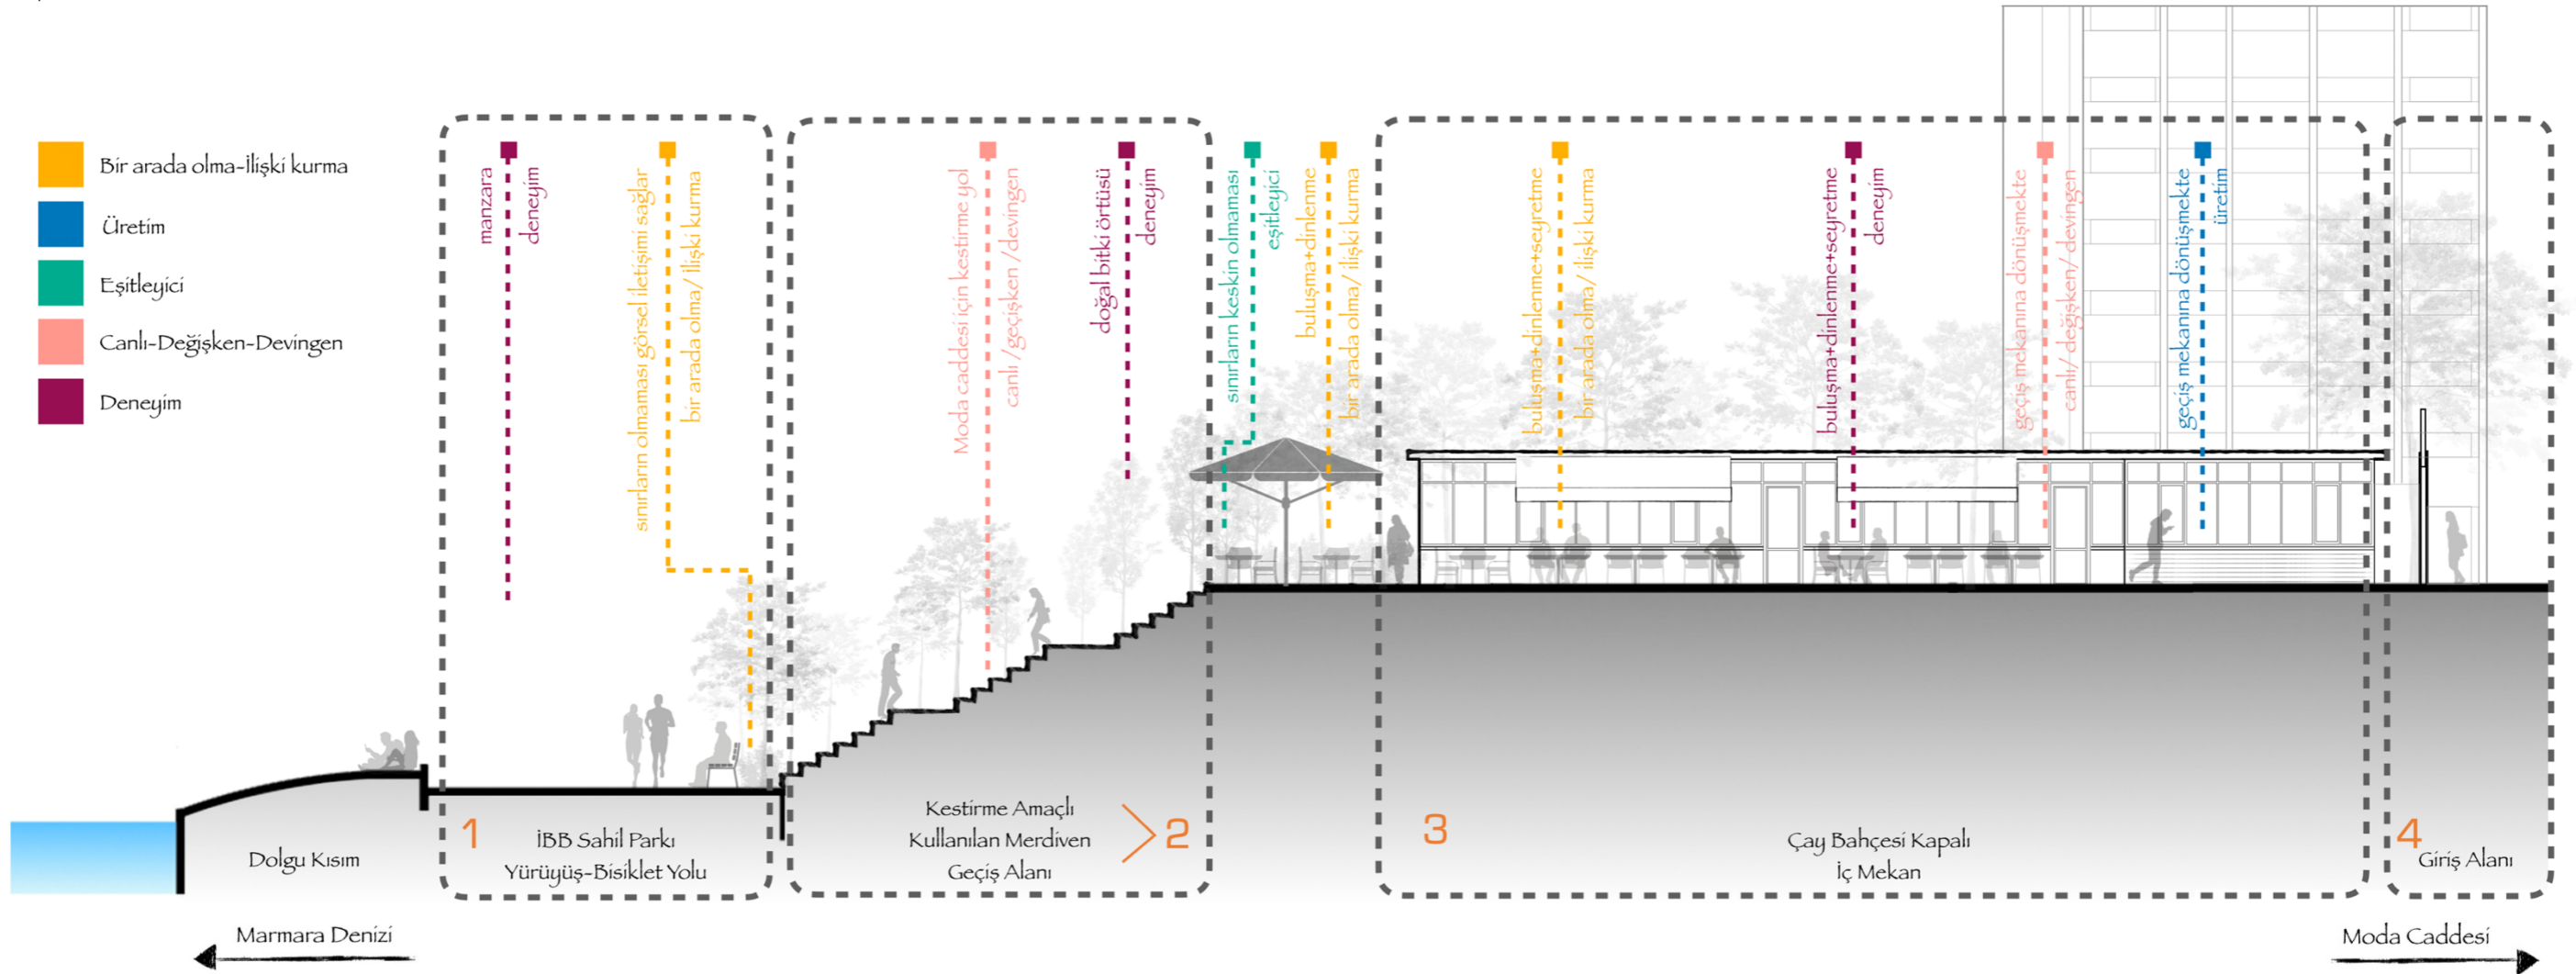 Bir arada olma-İlişki kurma
Üretim
Eşitleyici
Canlı-Değişken-Devingen
Deneyim
manzara
deneyim
sınırların olmaması görsel iletişimi sağlar
bir arada olma/ İlişki kurma
Moda caddesi için kestirme yol
canlı /geçişken /devingen
doğal bitki örtüsü
deneyim
sınırların keskin olmaması
eşitleyici
buluşma+dinlenme
bir arada olma/ ilişki kurma
buluşma+dinlenme+seyretme
bir arada olma/ ilişki kurma
buluşma+dinlenme+seyretme
deneyim
geçiş mekanına dönüşmekte
canlı/ değişken/ devingen
geçiş mekanına dönüşmekte
üretim
Dolgu Kısım
1
İBB Sahil Parkı
Yürüyüş-Bisiklet Yolu
Kestirme Amaçlı
Kullanılan Merdiven
Geçiş Alanı
2
3
Çay Bahçesi Kapalı
İç Mekan
4
Giriş Alanı
Marmara Denizi
Moda Caddesi